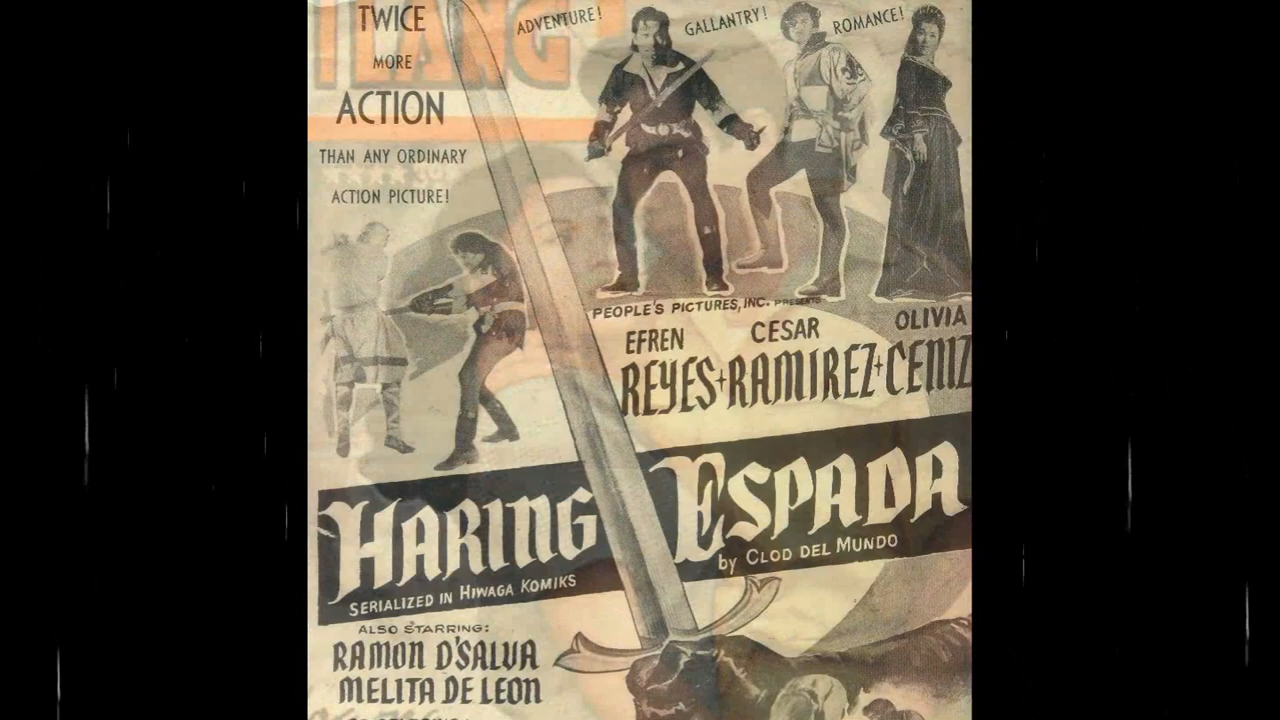 TWICE
MORE
ACTION
THAN ANY ORDINARY
ACTION PICTURE!
ADVENTURE!
GALLANTRY!
ROMANCE!
PEOPLE'S PICTURES, INC. PRESENTS
EFREN CESAR OLIVIA
REYES+RAMIREZ+CENIZ
HARING ESPADA
by CLOD DEL MUNDO
SERIALIZED IN HIWAGA KOMIKS
ALSO STARRING:
RAMON D'SALVA
MELITA DE LEON